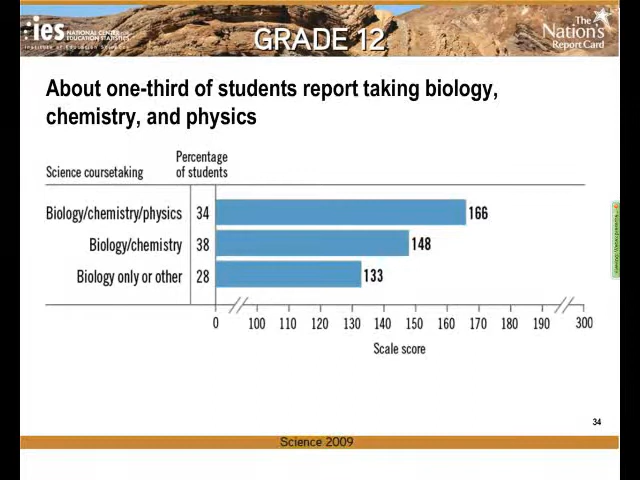 ies NATIONAL CENTER FOR
EDUCATION STATISTICS
Institute of Education Sciences
GRADE 12
The
Nation's
Report Card
About one-third of students report taking biology,
chemistry, and physics
Science coursetaking
Percentage
of students
Biology/chemistry/physics 34 166
Biology/chemistry 38 148
Biology only or other 28 133
0 100 110 120 130 140 150 160 170 180 190 300
Scale score
34
Science 2009